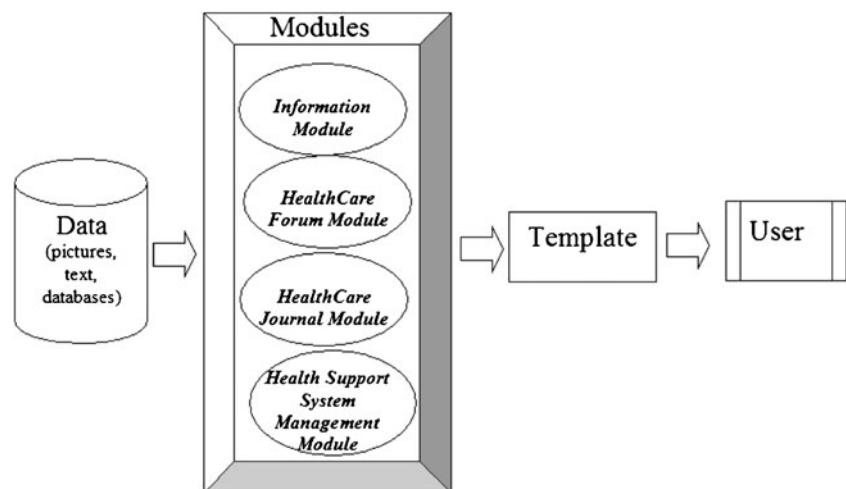 Modules
Information
Module
HealthCare
Forum Module
HealthCare
Journal Module
Health Support
System
Management
Module
Data
(pictures,
text,
databases)
Template
User